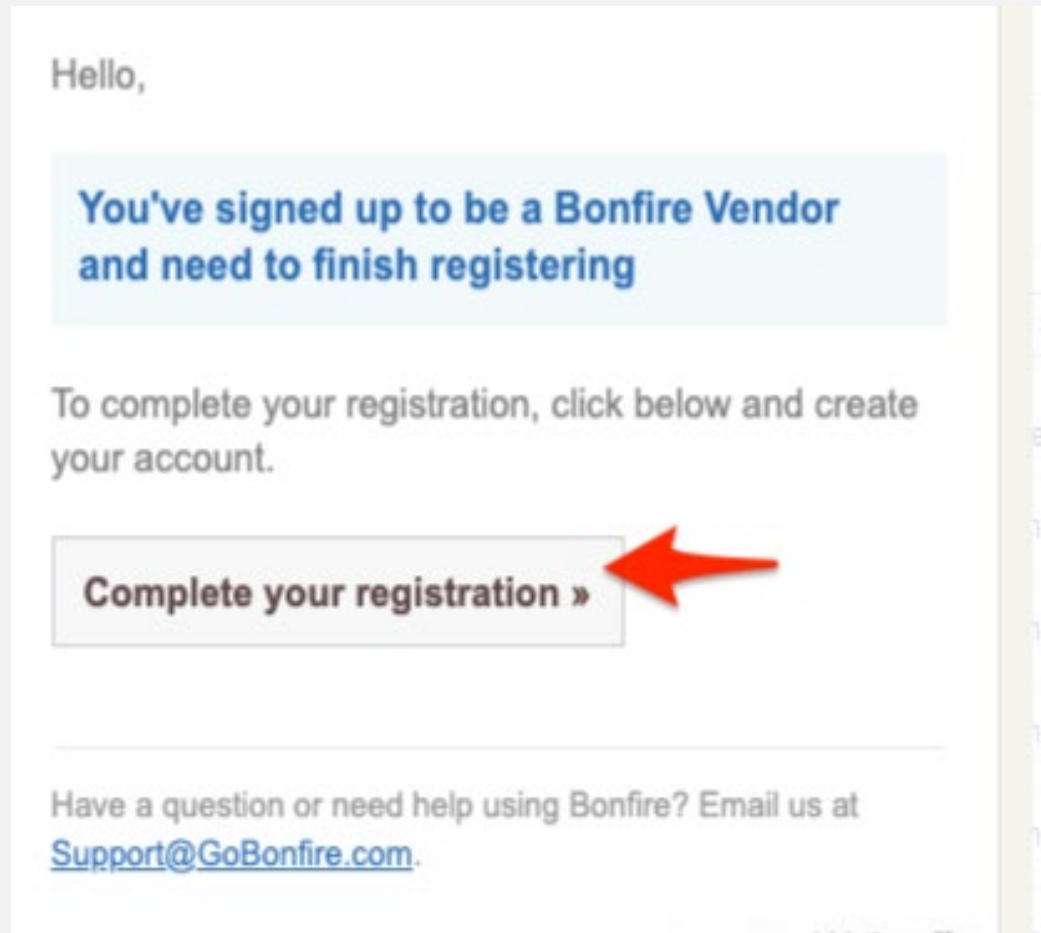 Hello,
You've signed up to be a Bonfire Vendor
and need to finish registering
To complete your registration, click below and create
your account.
Complete your registration »
Have a question or need help using Bonfire? Email us at
Support@GoBonfire.com.